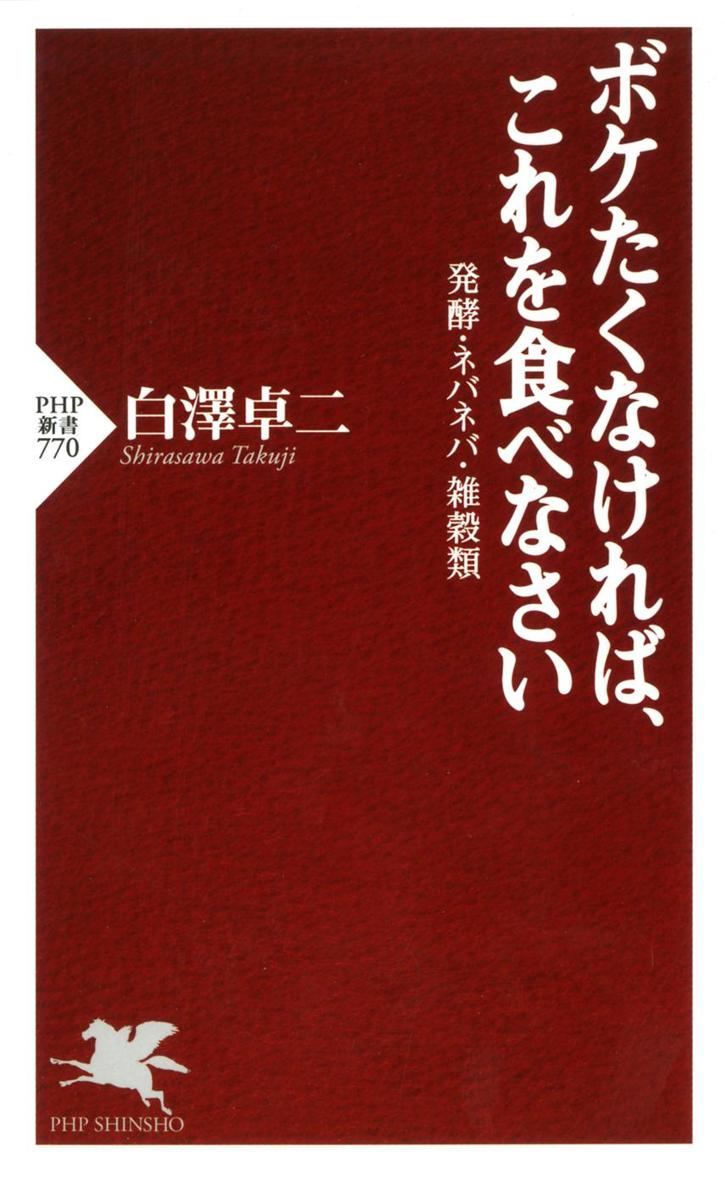 ボケたくなければ、
これを食べなさい
発酵・ネバネバ・雑穀類
PHP
新書
770
白澤卓二
Shirasawa Takuji
PHP SHINSHO